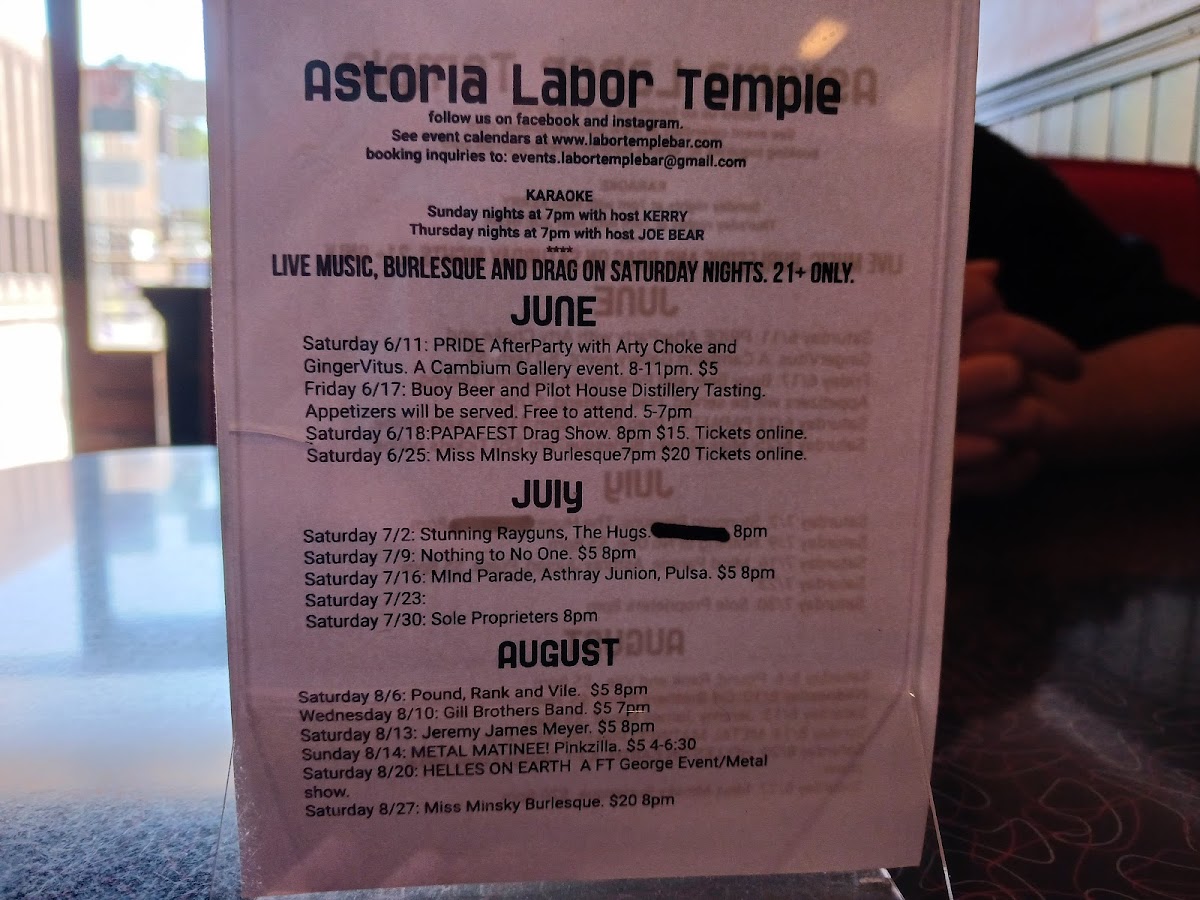 Astoria Labor Temple
follow us on facebook and instagram.
See event calendars at www.labortemplebar.com
booking inquiries to: events.labortemplebar@gmail.com
KARAOKE
Sunday nights at 7pm with host KERRY
Thursday nights at 7pm with host JOE BEAR
****
LIVE MUSIC, BURLESQUE AND DRAG ON SATURDAY NIGHTS. 21+ ONLY.
JUNE
Saturday 6/11: PRIDE AfterParty with Arty Choke and
GingerVitus. A Cambium Gallery event. 8-11pm. $5
Friday 6/17: Buoy Beer and Pilot House Distillery Tasting.
Appetizers will be served. Free to attend. 5-7pm
Saturday 6/18:PAPAFEST Drag Show. 8pm $15. Tickets online.
Saturday 6/25: Miss MInsky Burlesque7pm $20 Tickets online.
July
Saturday 7/2: Stunning Rayguns, The Hugs. 8pm
Saturday 7/9: Nothing to No One. $5 8pm
Saturday 7/16: MInd Parade, Asthray Junion, Pulsa. $5 8pm
Saturday 7/23:
Saturday 7/30: Sole Proprieters 8pm
AUGUST
Saturday 8/6: Pound, Rank and Vile. $5 8pm
Wednesday 8/10: Gill Brothers Band. $5 7pm
Saturday 8/13: Jeremy James Meyer. $5 8pm
Sunday 8/14: METAL MATINEE! Pinkzilla. $5 4-6:30
Saturday 8/20: HELLES ON EARTH A FT George Event/Metal
show.
Saturday 8/27: Miss Minsky Burlesque. $20 8pm